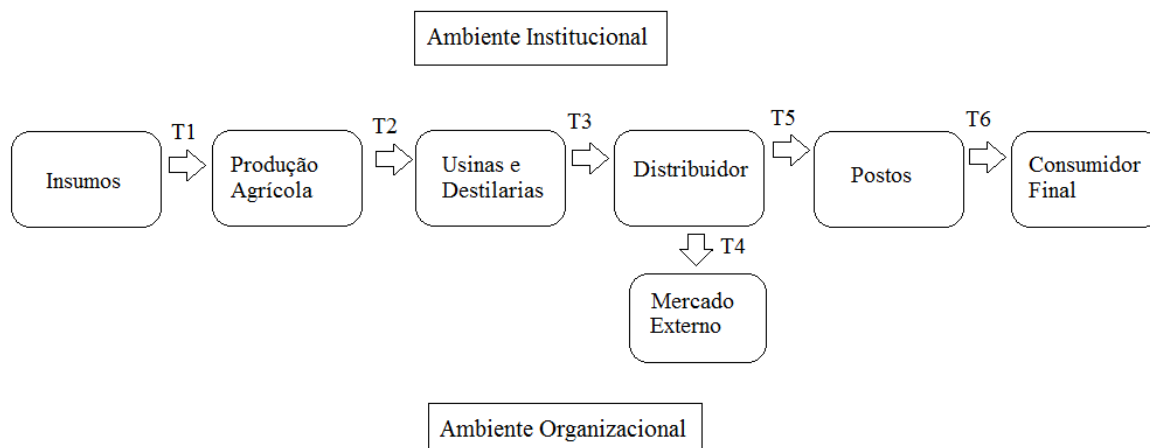 Ambiente Institucional
T1
T2
T3
T5
T6
Insumos
Produção
Agrícola
Usinas e
Destilarias
Distribuidor
Postos
Consumidor
Final
T4
Mercado
Externo
Ambiente Organizacional